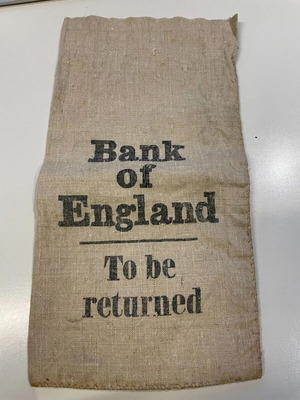 Bank
of
England
To be
returned